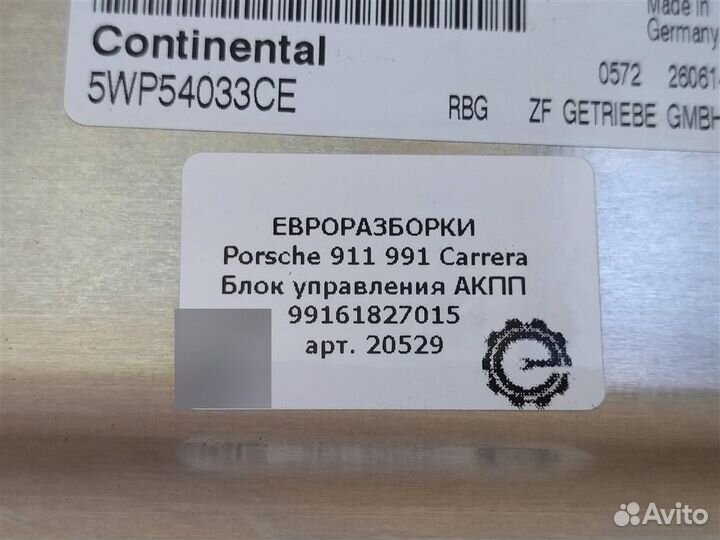 Made in
Germany
Continental
5WP54033CE
0572 260614
RBG ZF GETRIEBE GMBH
ЕВРОРАЗБОРКИ
Porsche 911 991 Carrera
Блок управления АКПП
99161827015
арт. 20529
Avito